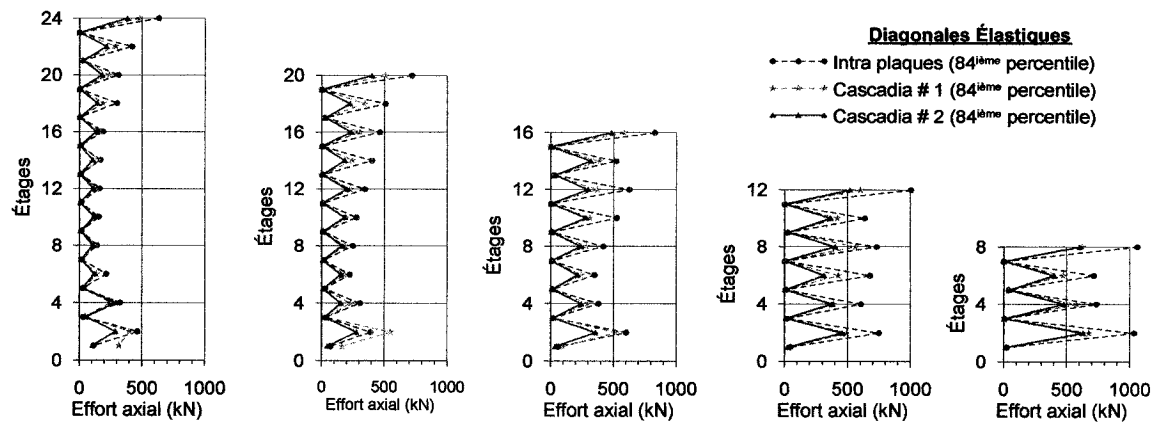 Diagonales Élastiques
Intra plaques (84ième percentile)
Cascadia # 1 (84ième percentile)
Cascadia # 2 (84ième percentile)
24
20
16
12
8
4
0
Étages
0 500 1000
Effort axial (kN)
20
16
12
8
4
0
Étages
0 500 1000
Effort axial (kN)
16
12
8
4
0
Étages
0 500 1000
Effort axial (kN)
12
8
4
0
Étages
0 500 1000
Effort axial (kN)
8
4
0
Étages
0 500 1000
Effort axial (kN)